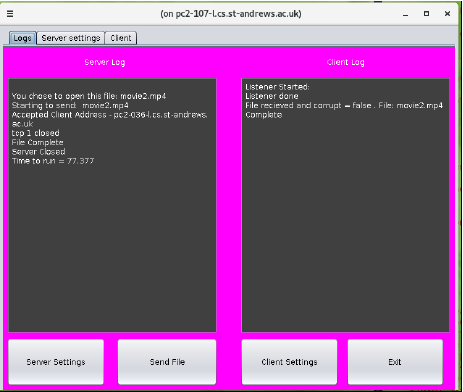 (on pc2-107-l.cs.st-andrews.ac.uk)
Logs Server settings Client
Server Log
You chose to open this file: movie2.mp4
Starting to send: movie2.mp4
Accepted Client Address - pc2-036-l.cs.st-andrews.
ac.uk
tcp 1 closed
File Complete
Server Closed
Time to run = 77.377
Client Log
Listener Started:
Listener done
File recieved and corrupt = false . File: movie2.mp4
Complete
Server Settings Send File Client Settings Exit